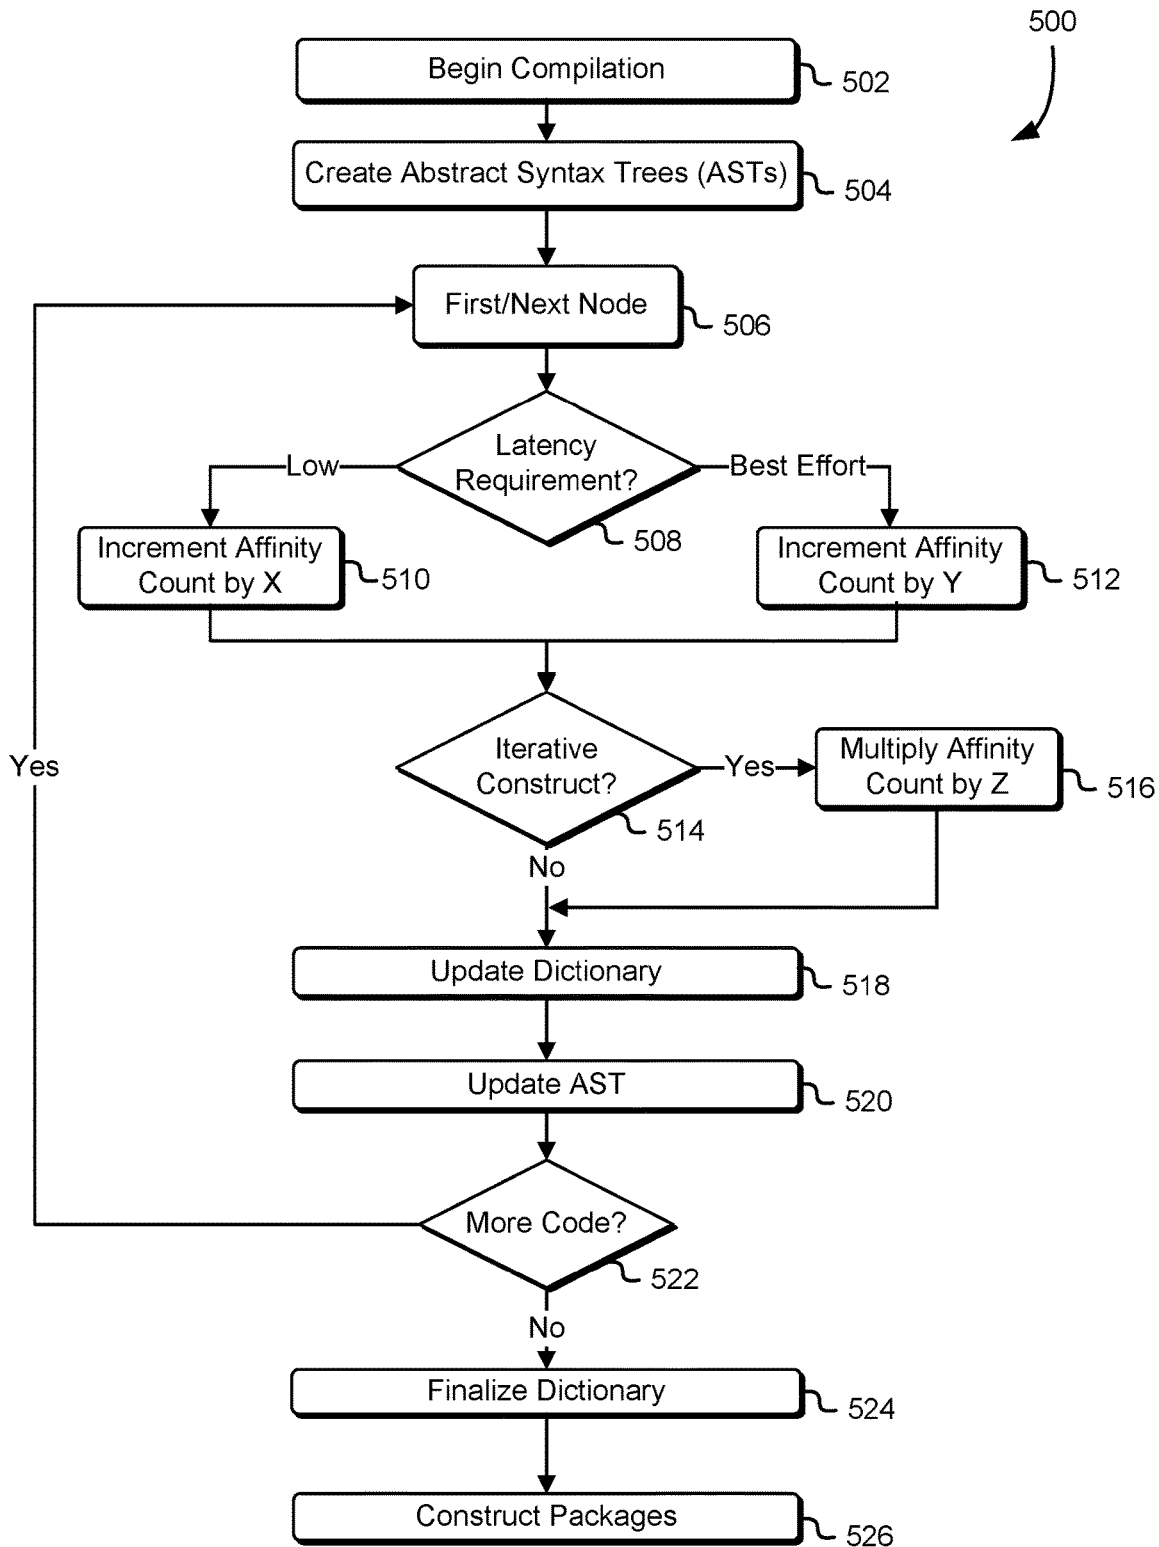 500
Begin Compilation
502
Create Abstract Syntax Trees (ASTs)
504
First/Next Node
506
Latency
Requirement?
508
Low
Best Effort
Increment Affinity
Count by X
510
Increment Affinity
Count by Y
512
Iterative
Construct?
514
Yes
Multiply Affinity
Count by Z
516
Yes
No
Update Dictionary
518
Update AST
520
More Code?
522
No
Finalize Dictionary
524
Construct Packages
526